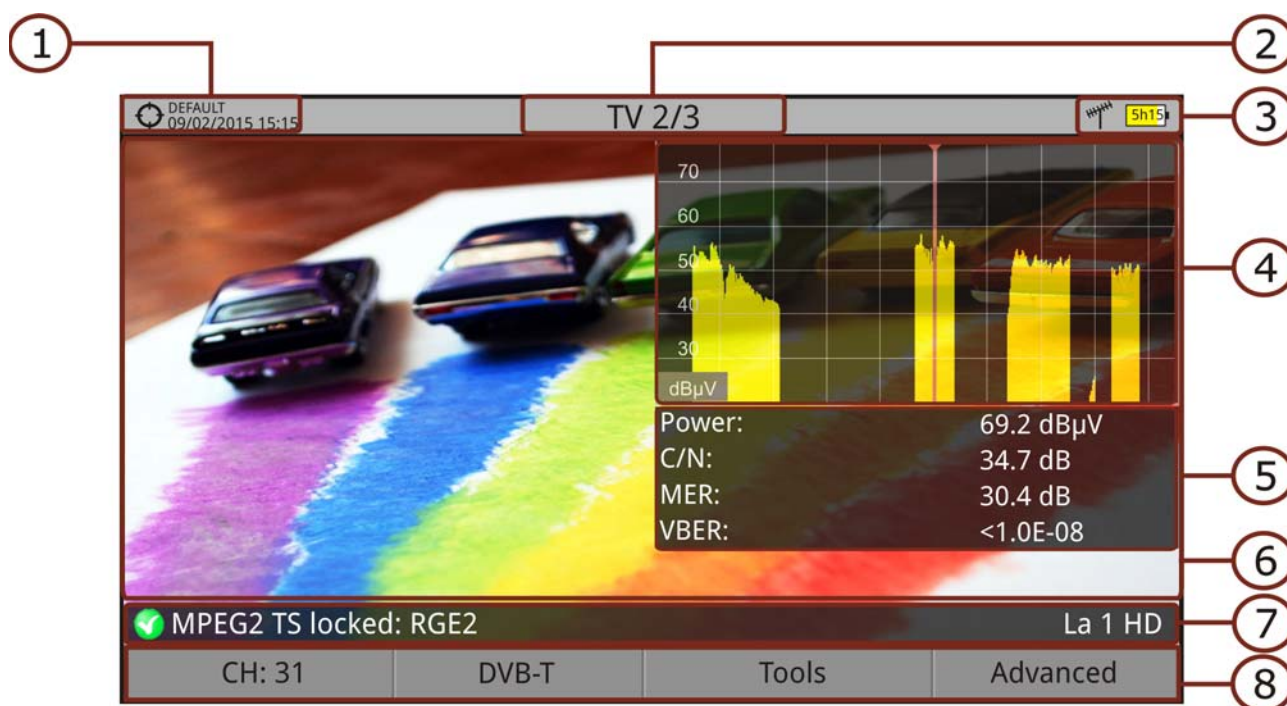 1
2
DEFAULT
09/02/2015 15:15
TV 2/3
5h15
3
70
60
50
40
30
dBµV
4
Power: 69.2 dBµV
C/N: 34.7 dB
MER: 30.4 dB
VBER: <1.0E-08
5
6
MPEG2 TS locked: RGE2 La 1 HD
7
CH: 31 DVB-T Tools Advanced
8